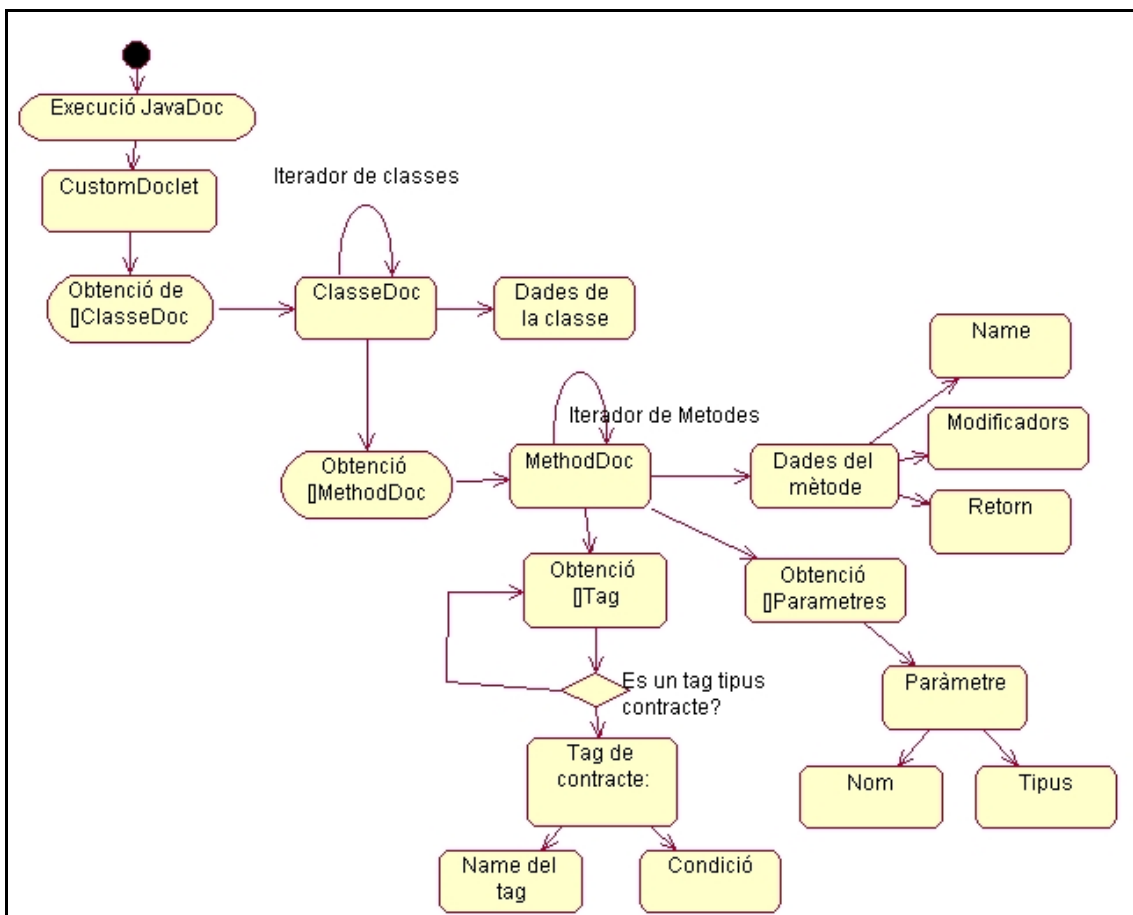 Execució JavaDoc
CustomDoclet
Iterador de classes
Obtenció de
[]ClasseDoc
ClasseDoc
Dades de
la classe
Name
Iterador de Metodes
Modificadors
Obtenció
[]MethodDoc
MethodDoc
Dades del
mètode
Retorn
Obtenció
[]Tag
Obtenció
[]Parametres
Es un tag tipus
contracte?
Paràmetre
Tag de
contracte:
Nom
Tipus
Name del
tag
Condició